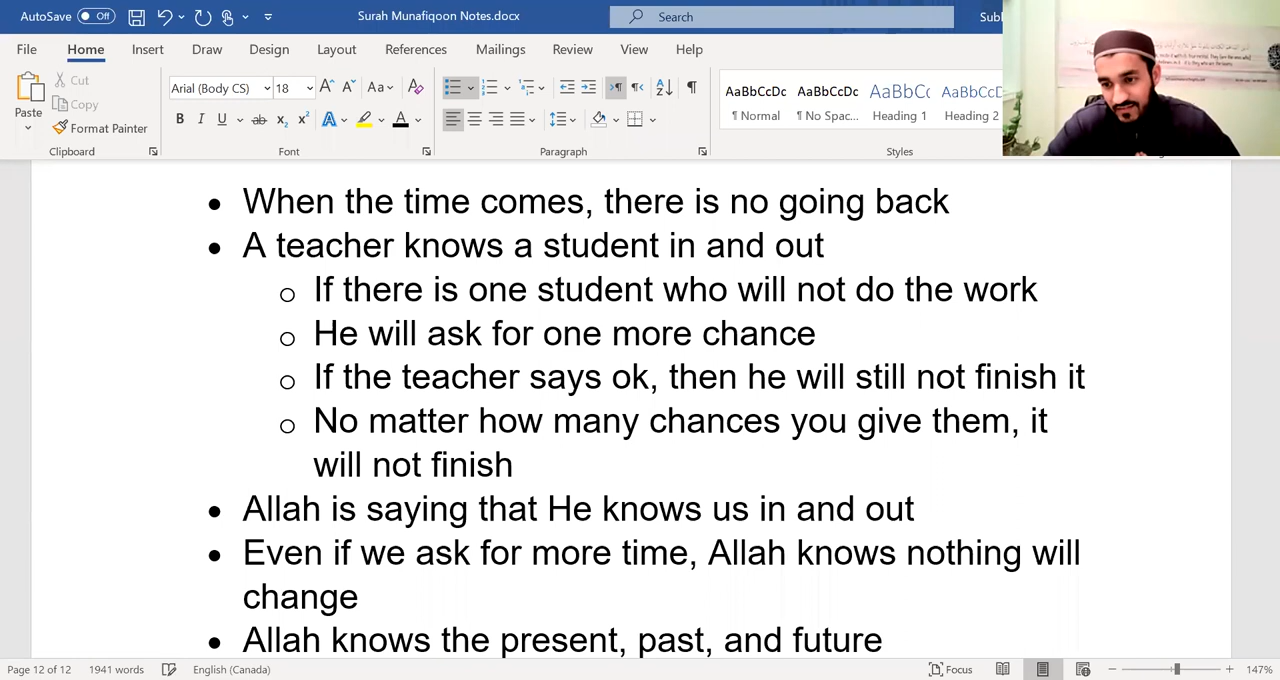 AutoSave Off Surah Munafiqoon Notes.docx Search Subl
File Home Insert Draw Design Layout References Mailings Review View Help
Paste Cut Copy Format Painter
Arial (Body CS) 18 Aa
AaBbCcDc AaBbCcDc AaBbCc AaBbCcD
¶ Normal ¶ No Spac... Heading 1 Heading 2
Clipboard Font Paragraph Styles
• When the time comes, there is no going back
• A teacher knows a student in and out
o If there is one student who will not do the work
o He will ask for one more chance
o If the teacher says ok, then he will still not finish it
o No matter how many chances you give them, it
will not finish
• Allah is saying that He knows us in and out
• Even if we ask for more time, Allah knows nothing will
change
• Allah knows the present, past, and future
Page 12 of 12 1941 words English (Canada) Focus 147%